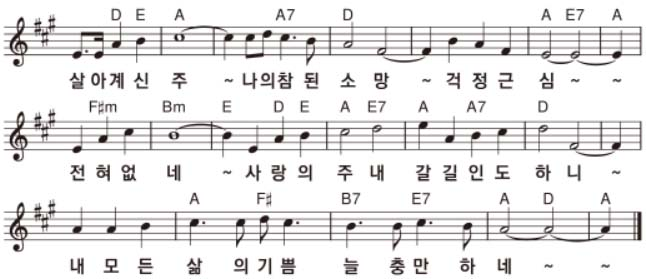 D E A A7 D A E7 A
살아계신 주 ~나의참 된 소 망 ~ 걱 정 근 심 ~ ~
F♯m Bm E D E A E7 A A7 D
전 혀 없 네 ~ 사 랑 의 주 내 갈 길 인 도 하 니 ~
A F♯ B7 E7 A D A
내 모 든 삶 의 기 쁨 늘 충 만 하 네 ~ ~